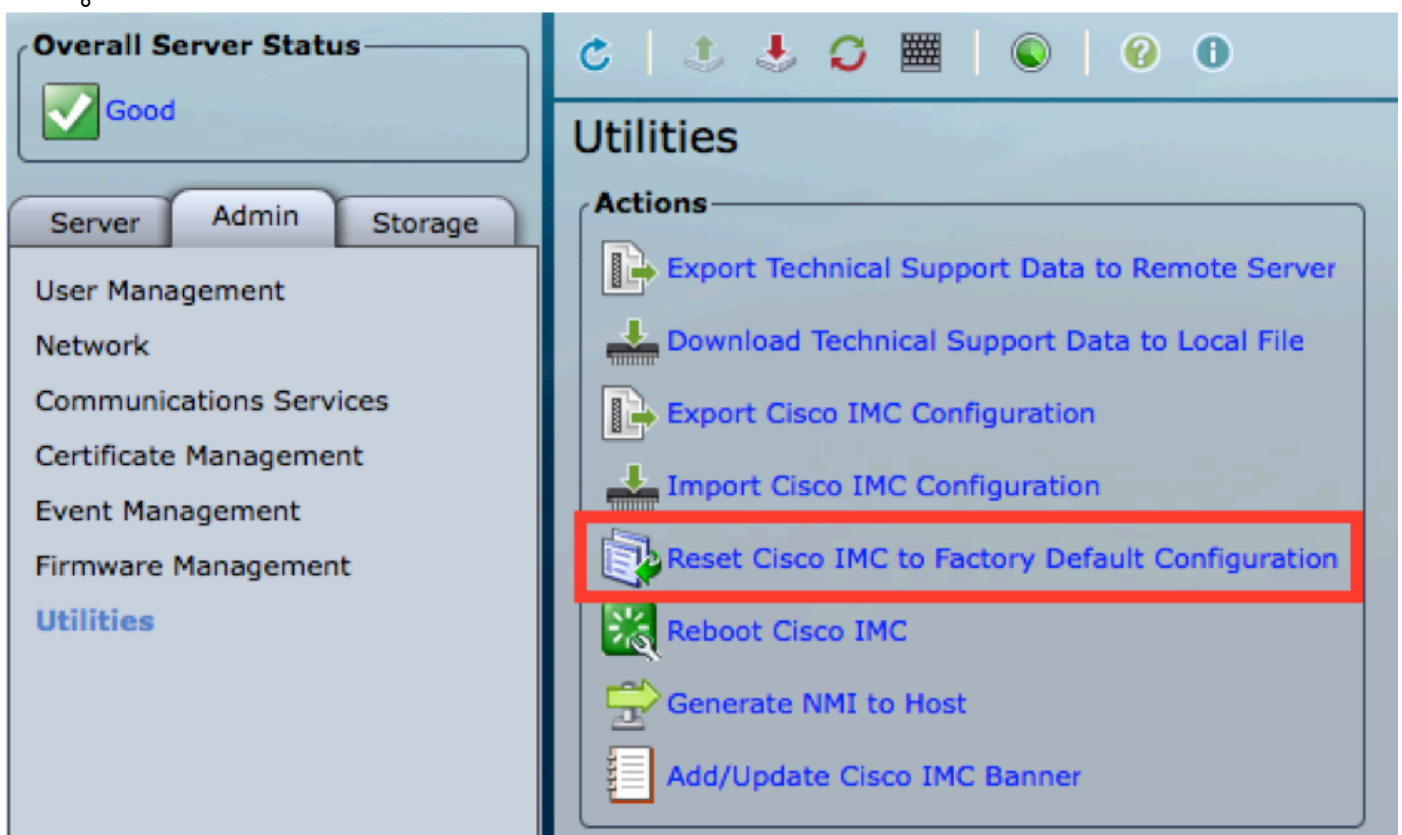 Overall Server Status
Good
Server
Admin
Storage
User Management
Network
Communications Services
Certificate Management
Event Management
Firmware Management
Utilities
Utilities
Actions
Export Technical Support Data to Remote Server
Download Technical Support Data to Local File
Export Cisco IMC Configuration
Import Cisco IMC Configuration
Reset Cisco IMC to Factory Default Configuration
Reboot Cisco IMC
Generate NMI to Host
Add/Update Cisco IMC Banner